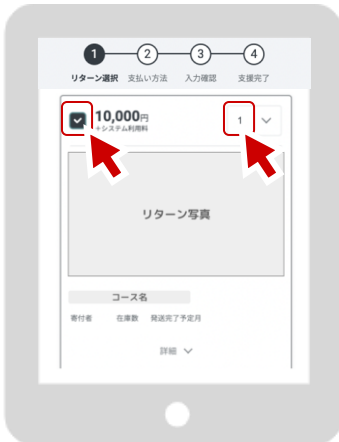 1 2 3 4
リターン選択 支払い方法 入力確認 支援完了
10,000円 1
+システム利用料
リターン写真
コース名
寄付者 在庫数 発送完了予定月
詳細